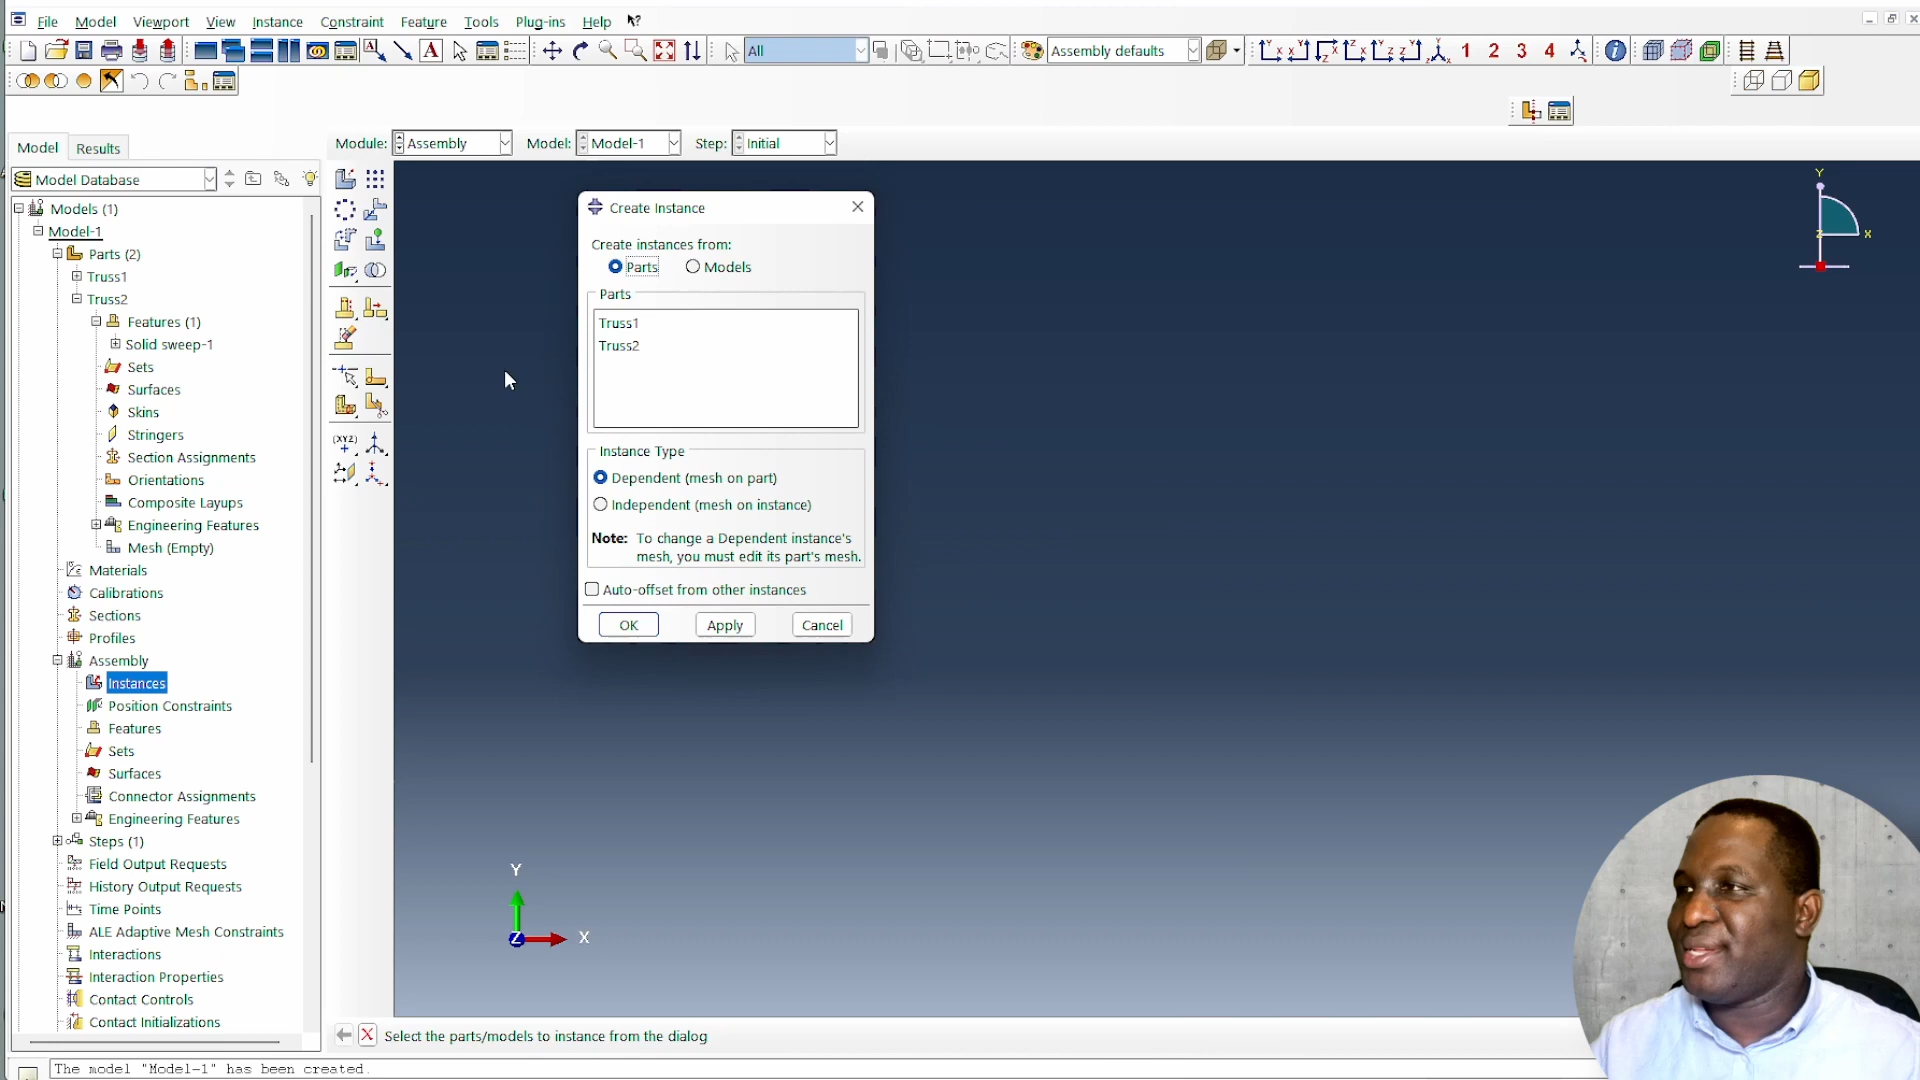 File Model Viewport View Instance Constraint Feature Tools Plug-ins Help
All Assembly defaults 1 2 3 4
Model Results Module: Assembly Model: Model-1 Step: Initial
Model Database
Models (1)
Model-1
Parts (2)
Truss1
Truss2
Features (1)
Solid sweep-1
Sets
Surfaces
Skins
Stringers
Section Assignments
Orientations
Composite Layups
Engineering Features
Mesh (Empty)
Materials
Calibrations
Sections
Profiles
Assembly
Instances
Position Constraints
Features
Sets
Surfaces
Connector Assignments
Engineering Features
Steps (1)
Field Output Requests
History Output Requests
Time Points
ALE Adaptive Mesh Constraints
Interactions
Interaction Properties
Contact Controls
Contact Initializations
(XYZ)
Create Instance
Create instances from:
Parts Models
Parts
Truss1
Truss2
Instance Type
Dependent (mesh on part)
Independent (mesh on instance)
Note: To change a Dependent instance's
mesh, you must edit its part's mesh.
Auto-offset from other instances
OK Apply Cancel
Y
X
Z
Y
X
Z
Select the parts/models to instance from the dialog
The model "Model-1" has been created.